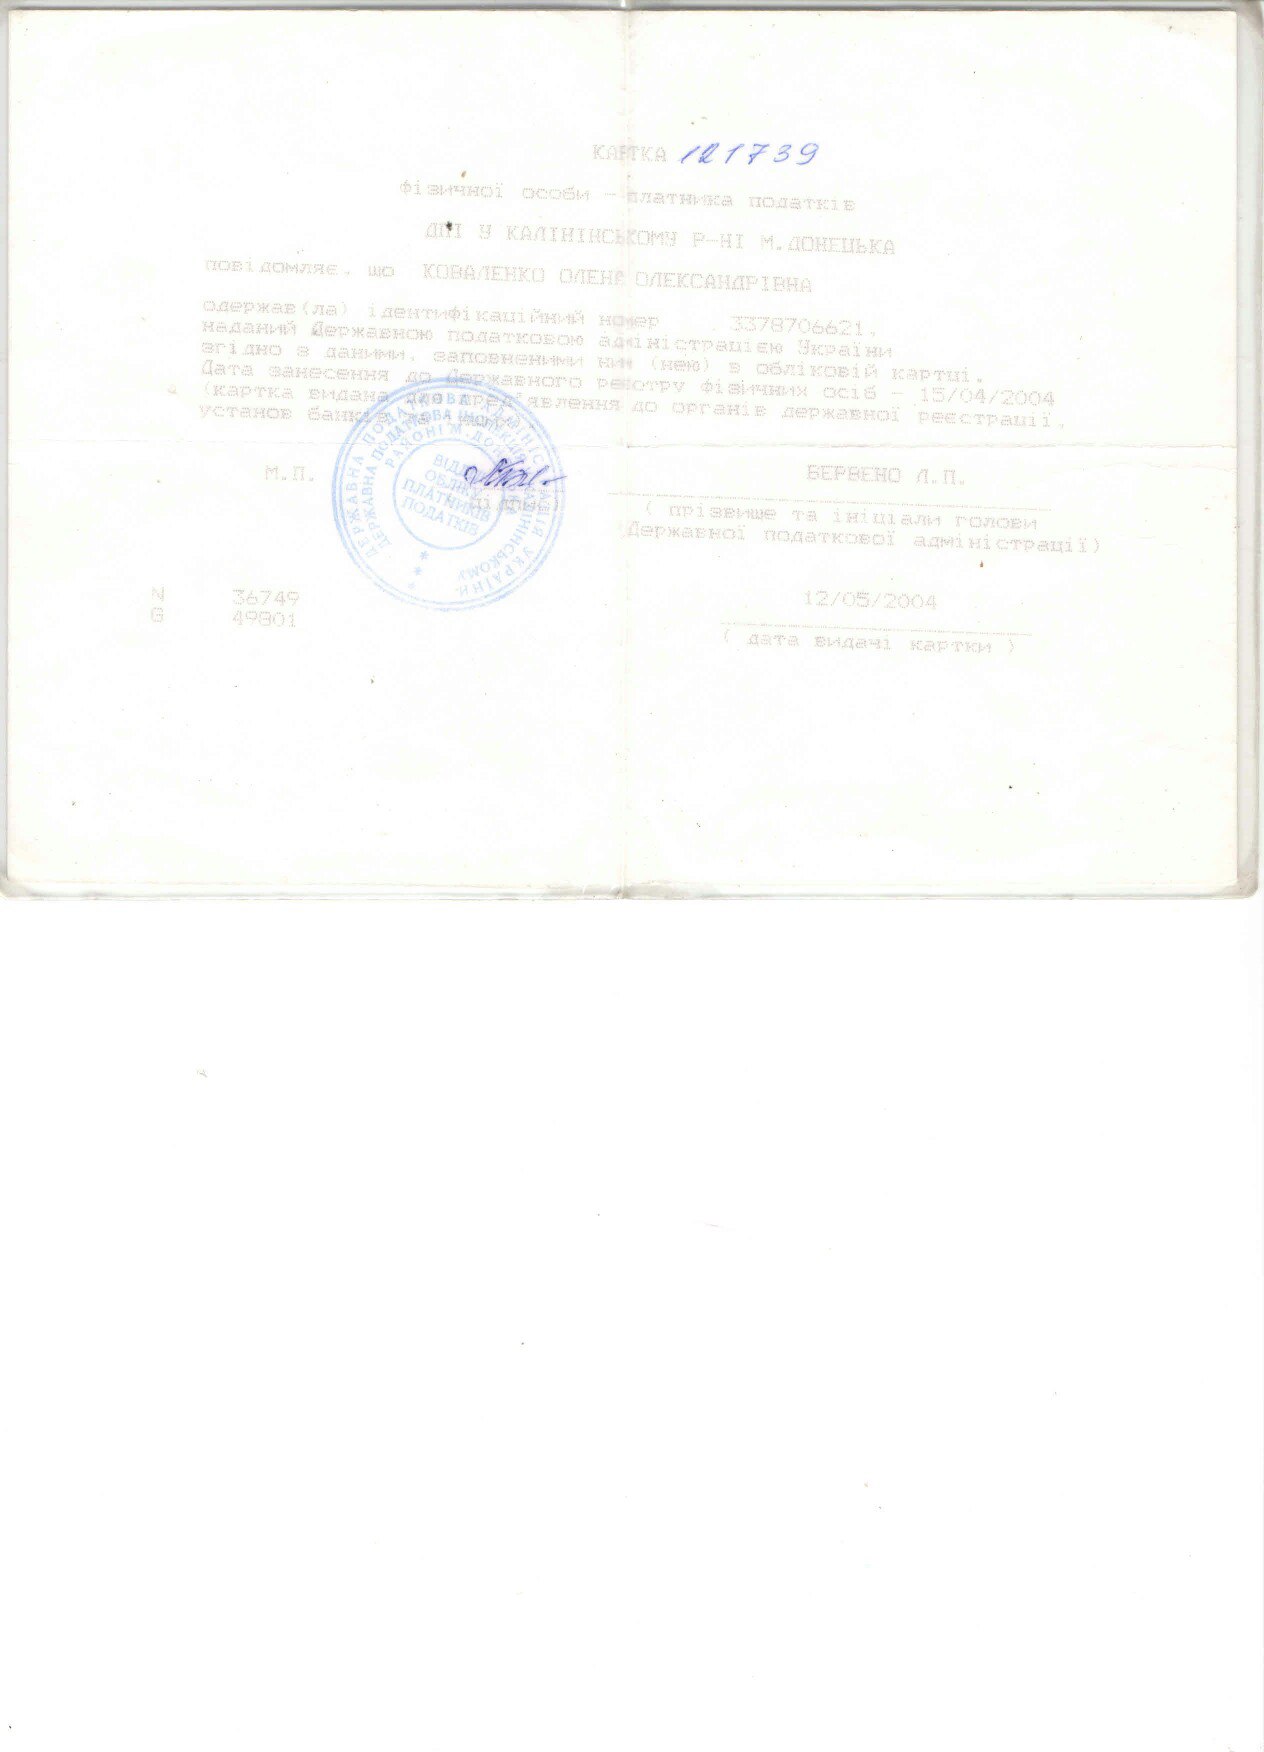 КАРТКА 121739
фізичної особи - платника податків
ДПІ У КАЛІНІНСЬКОМУ Р-НІ М.ДОНЕЦЬКА
повідомляє, що КОВАЛЕНКО ОЛЕНА ОЛЕКСАНДРІВНА
одержав(ла) ідентифікаційний номер 3378706621,
наданий Державною податковою адміністрацією України
згідно з даними, заповненими ним (нею) в обліковій картці.
Дата занесення до Державного реєстру фізичних осіб - 15/04/2004
(картка видана для пред'явлення до органів державної реєстрації,
установ банків та інших)
М.П.
БЕРВЕНО Л.П.
(підпис)
( прізвище та ініціали голови
Державної податкової адміністрації)
N 36749
G 49801
12/05/2004
( дата видачі картки )
ДЕРЖАВНА ПОДАТКОВА АДМІНІСТРАЦІЯ УКРАЇНИ
ДЕРЖАВНА ПОДАТКОВА ІНСПЕКЦІЯ У КАЛІНІНСЬКОМУ
РАЙОНІ М.
ВІДДІЛ
ОБЛІКУ
ПЛАТНИКІВ
ПОДАТКІВ